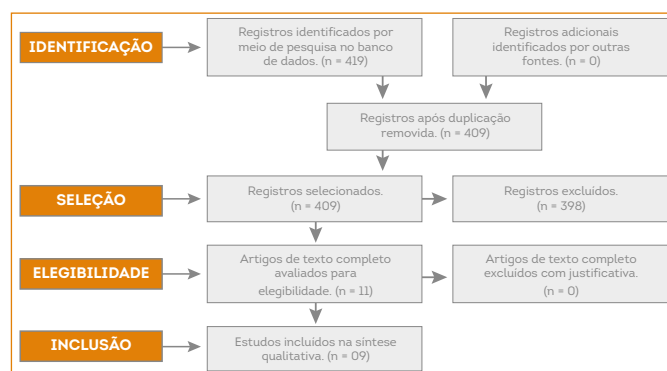 IDENTIFICAÇÃO
Registros identificados por
meio de pesquisa no banco
de dados. (n = 419)
Registros adicionais
identificados por outras
fontes. (n = 0)
Registros após duplicação
removida. (n = 409)
SELEÇÃO
Registros selecionados.
(n = 409)
Registros excluídos.
(n = 398)
ELEGIBILIDADE
Artigos de texto completo
avaliados para
elegibilidade. (n = 11)
Artigos de texto completo
excluídos com justificativa.
(n = 0)
INCLUSÃO
Estudos incluídos na síntese
qualitativa. (n = 09)